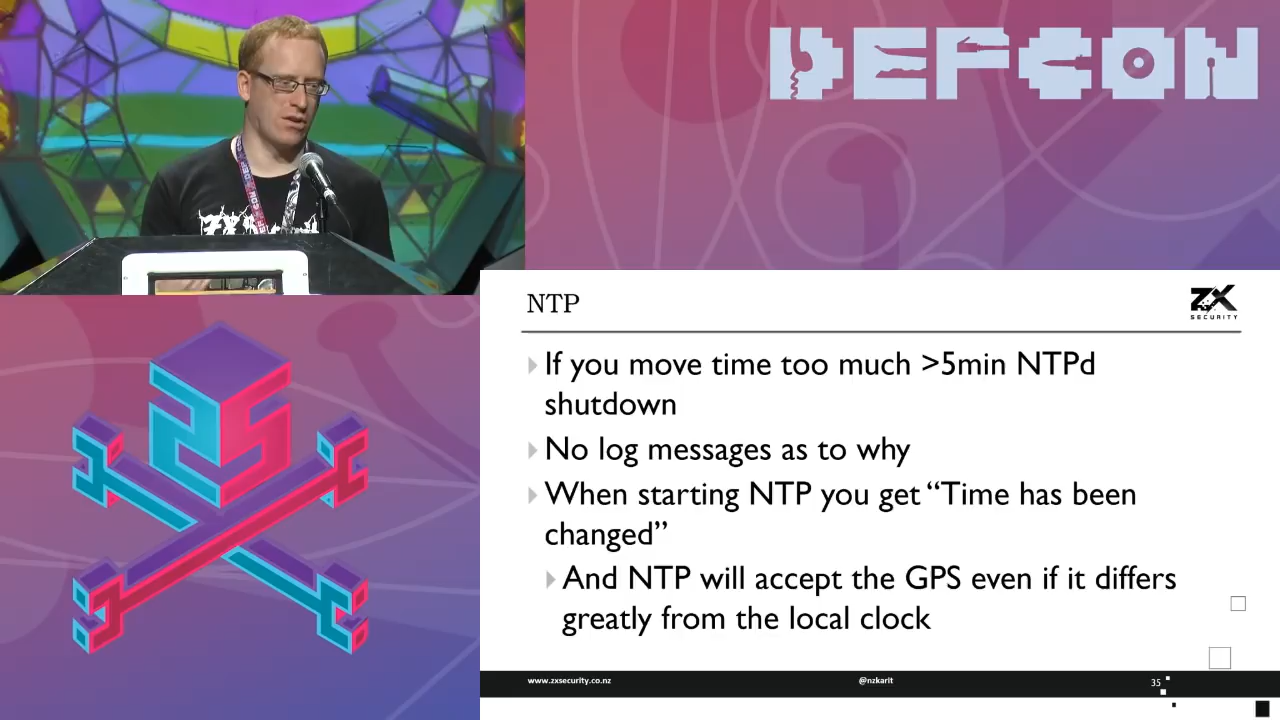 DEFCON
NTP
ZX
SECURITY
If you move time too much >5min NTPd
shutdown
No log messages as to why
When starting NTP you get “Time has been
changed”
And NTP will accept the GPS even if it differs
greatly from the local clock
www.zxsecurity.co.nz
@nzkarit
35